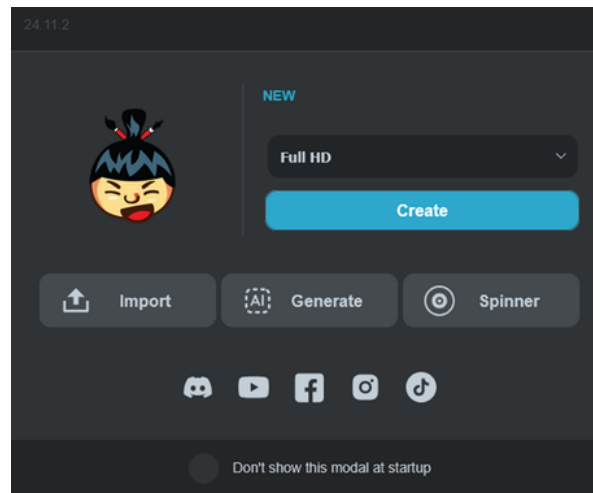 24.11.2
NEW
Full HD
Create
Import
AI
Generate
Spinner
Don't show this modal at startup